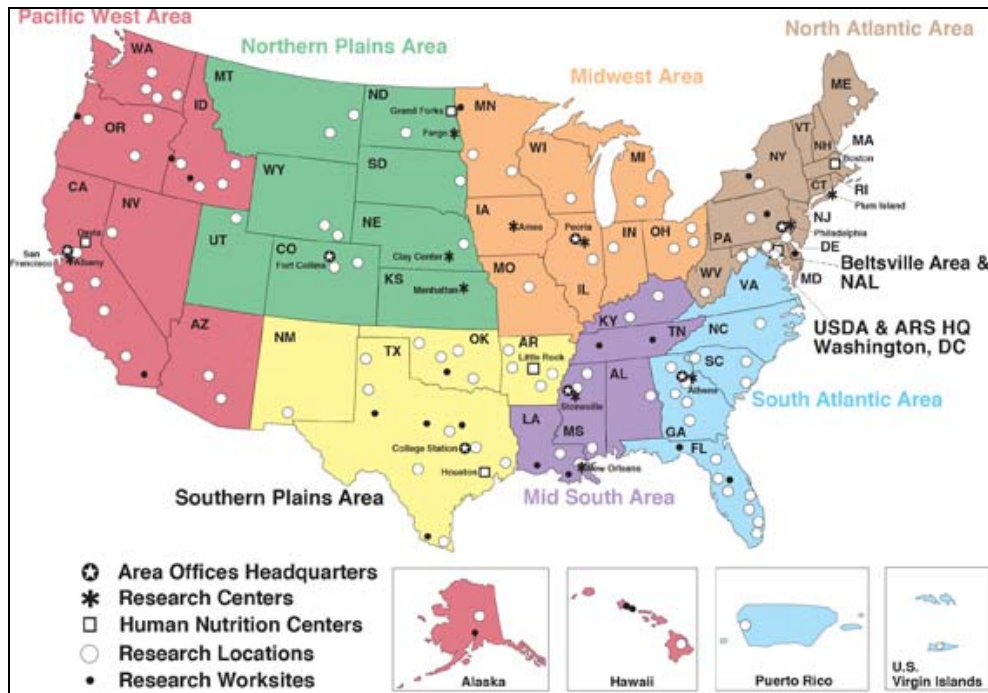 Pacific West Area
Northern Plains Area
Midwest Area
North Atlantic Area
WA
MT
ND
Grand Forks
Fargo
MN
ME
OR
ID
SD
WI
MI
VT
NH
NY
MA
Boston
CT
RI
Plum Island
WY
CA
NV
NE
IA
Ames
Peoria
IN
OH
PA
NJ
Philadelphia
DE
MD
Beltsville Area &
NAL
Davis
San
Francisco
Albany
UT
CO
Fort Collins
Clay Center
KS
Manhattan
MO
IL
WV
VA
KY
USDA & ARS HQ
Washington, DC
AZ
NM
TX
OK
AR
Little Rock
TN
NC
SC
Athens
South Atlantic Area
Stoneville
MS
AL
GA
LA
FL
College Station
Houston
New Orleans
Southern Plains Area
Mid South Area
Area Offices Headquarters
Research Centers
Human Nutrition Centers
Research Locations
Research Worksites
Alaska
Hawaii
Puerto Rico
U.S.
Virgin Islands